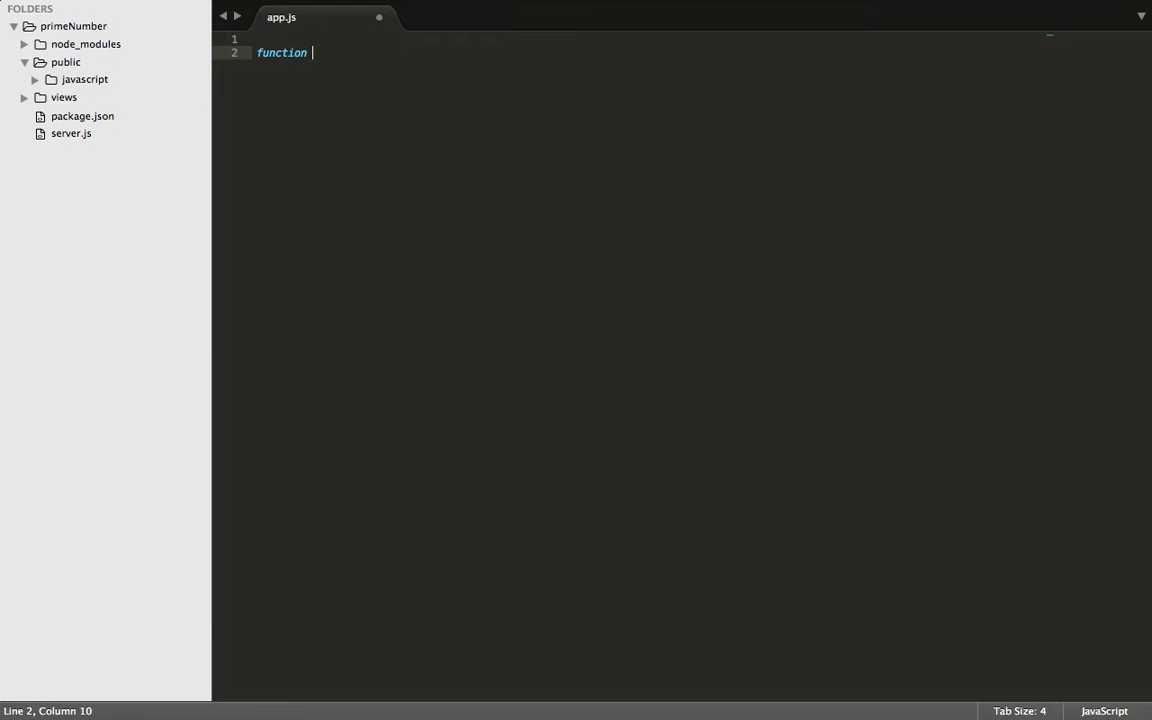 FOLDERS
primeNumber
node_modules
public
javascript
views
package.json
server.js
app.js
1
2 function
Line 2, Column 10
Tab Size: 4
JavaScript